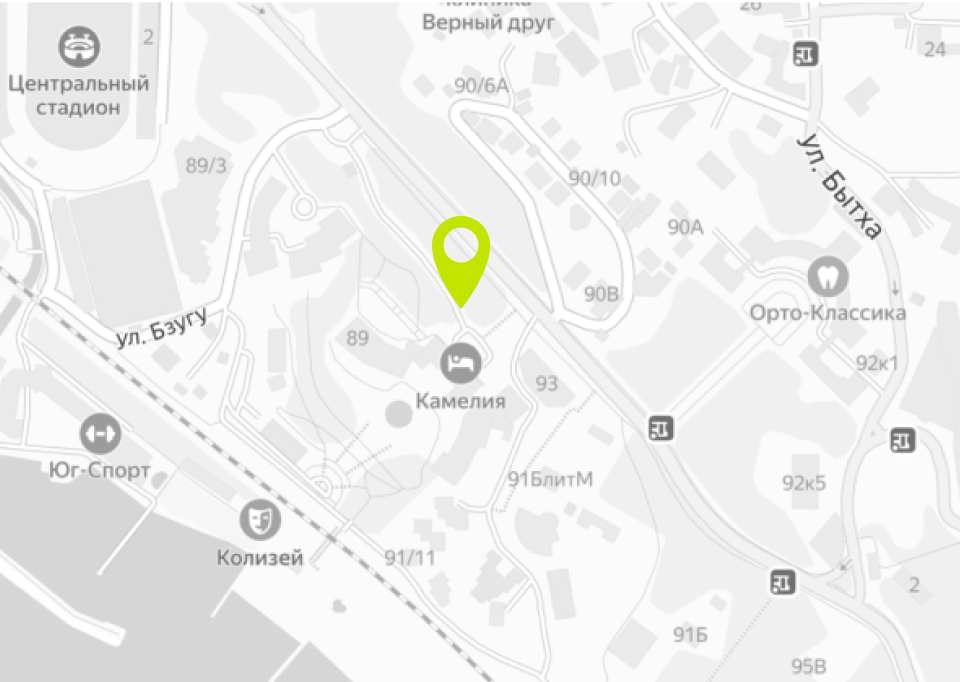 клиника
Верный друг
26
2
24
Центральный
стадион
90/6А
89/3
90/10
ул. Бытха
90А
90В
Орто-Классика
ул. Бзугу
89
92к1
93
Камелия
Юг-Спорт
91БлитМ
92к5
Колизей
91/11
2
91Б
95В